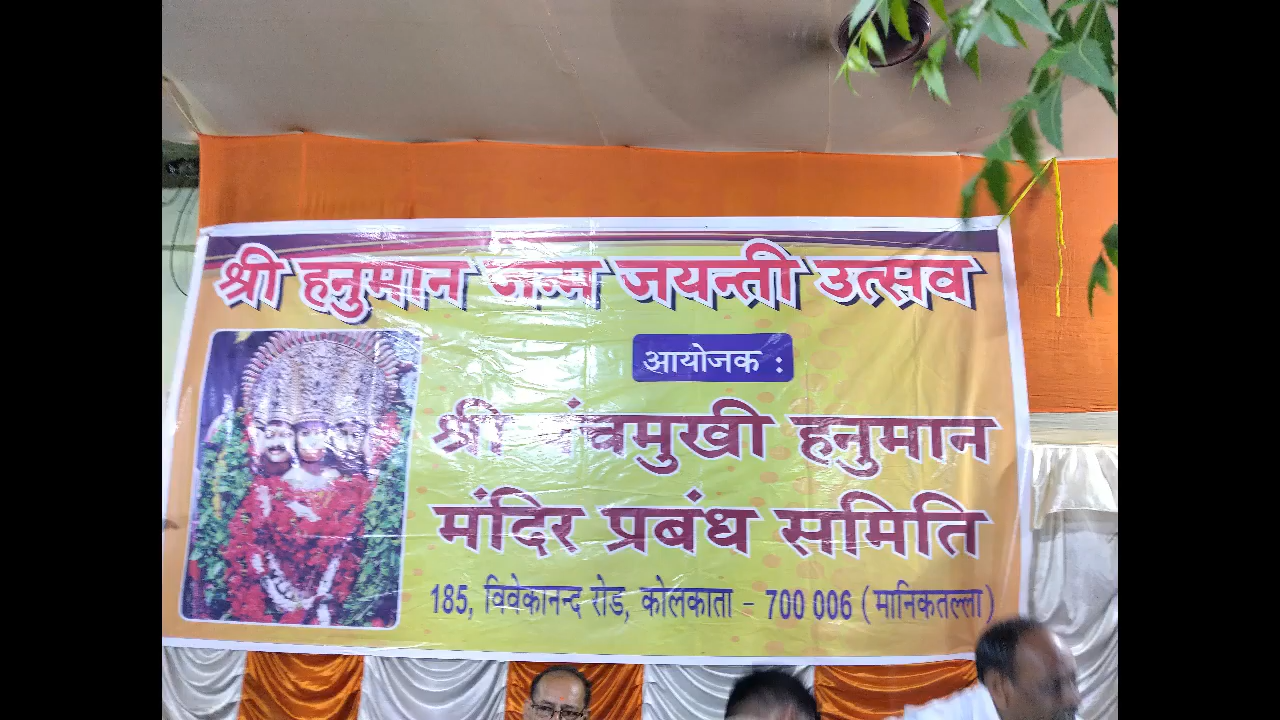 श्री हनुमान जन्म जयन्ती उत्सव
आयोजक :
श्री पंचमुखी हनुमान
मंदिर प्रबंध समिति
185, विवेकानन्द रोड, कोलकाता - 700 006 (मानिकतल्ला)